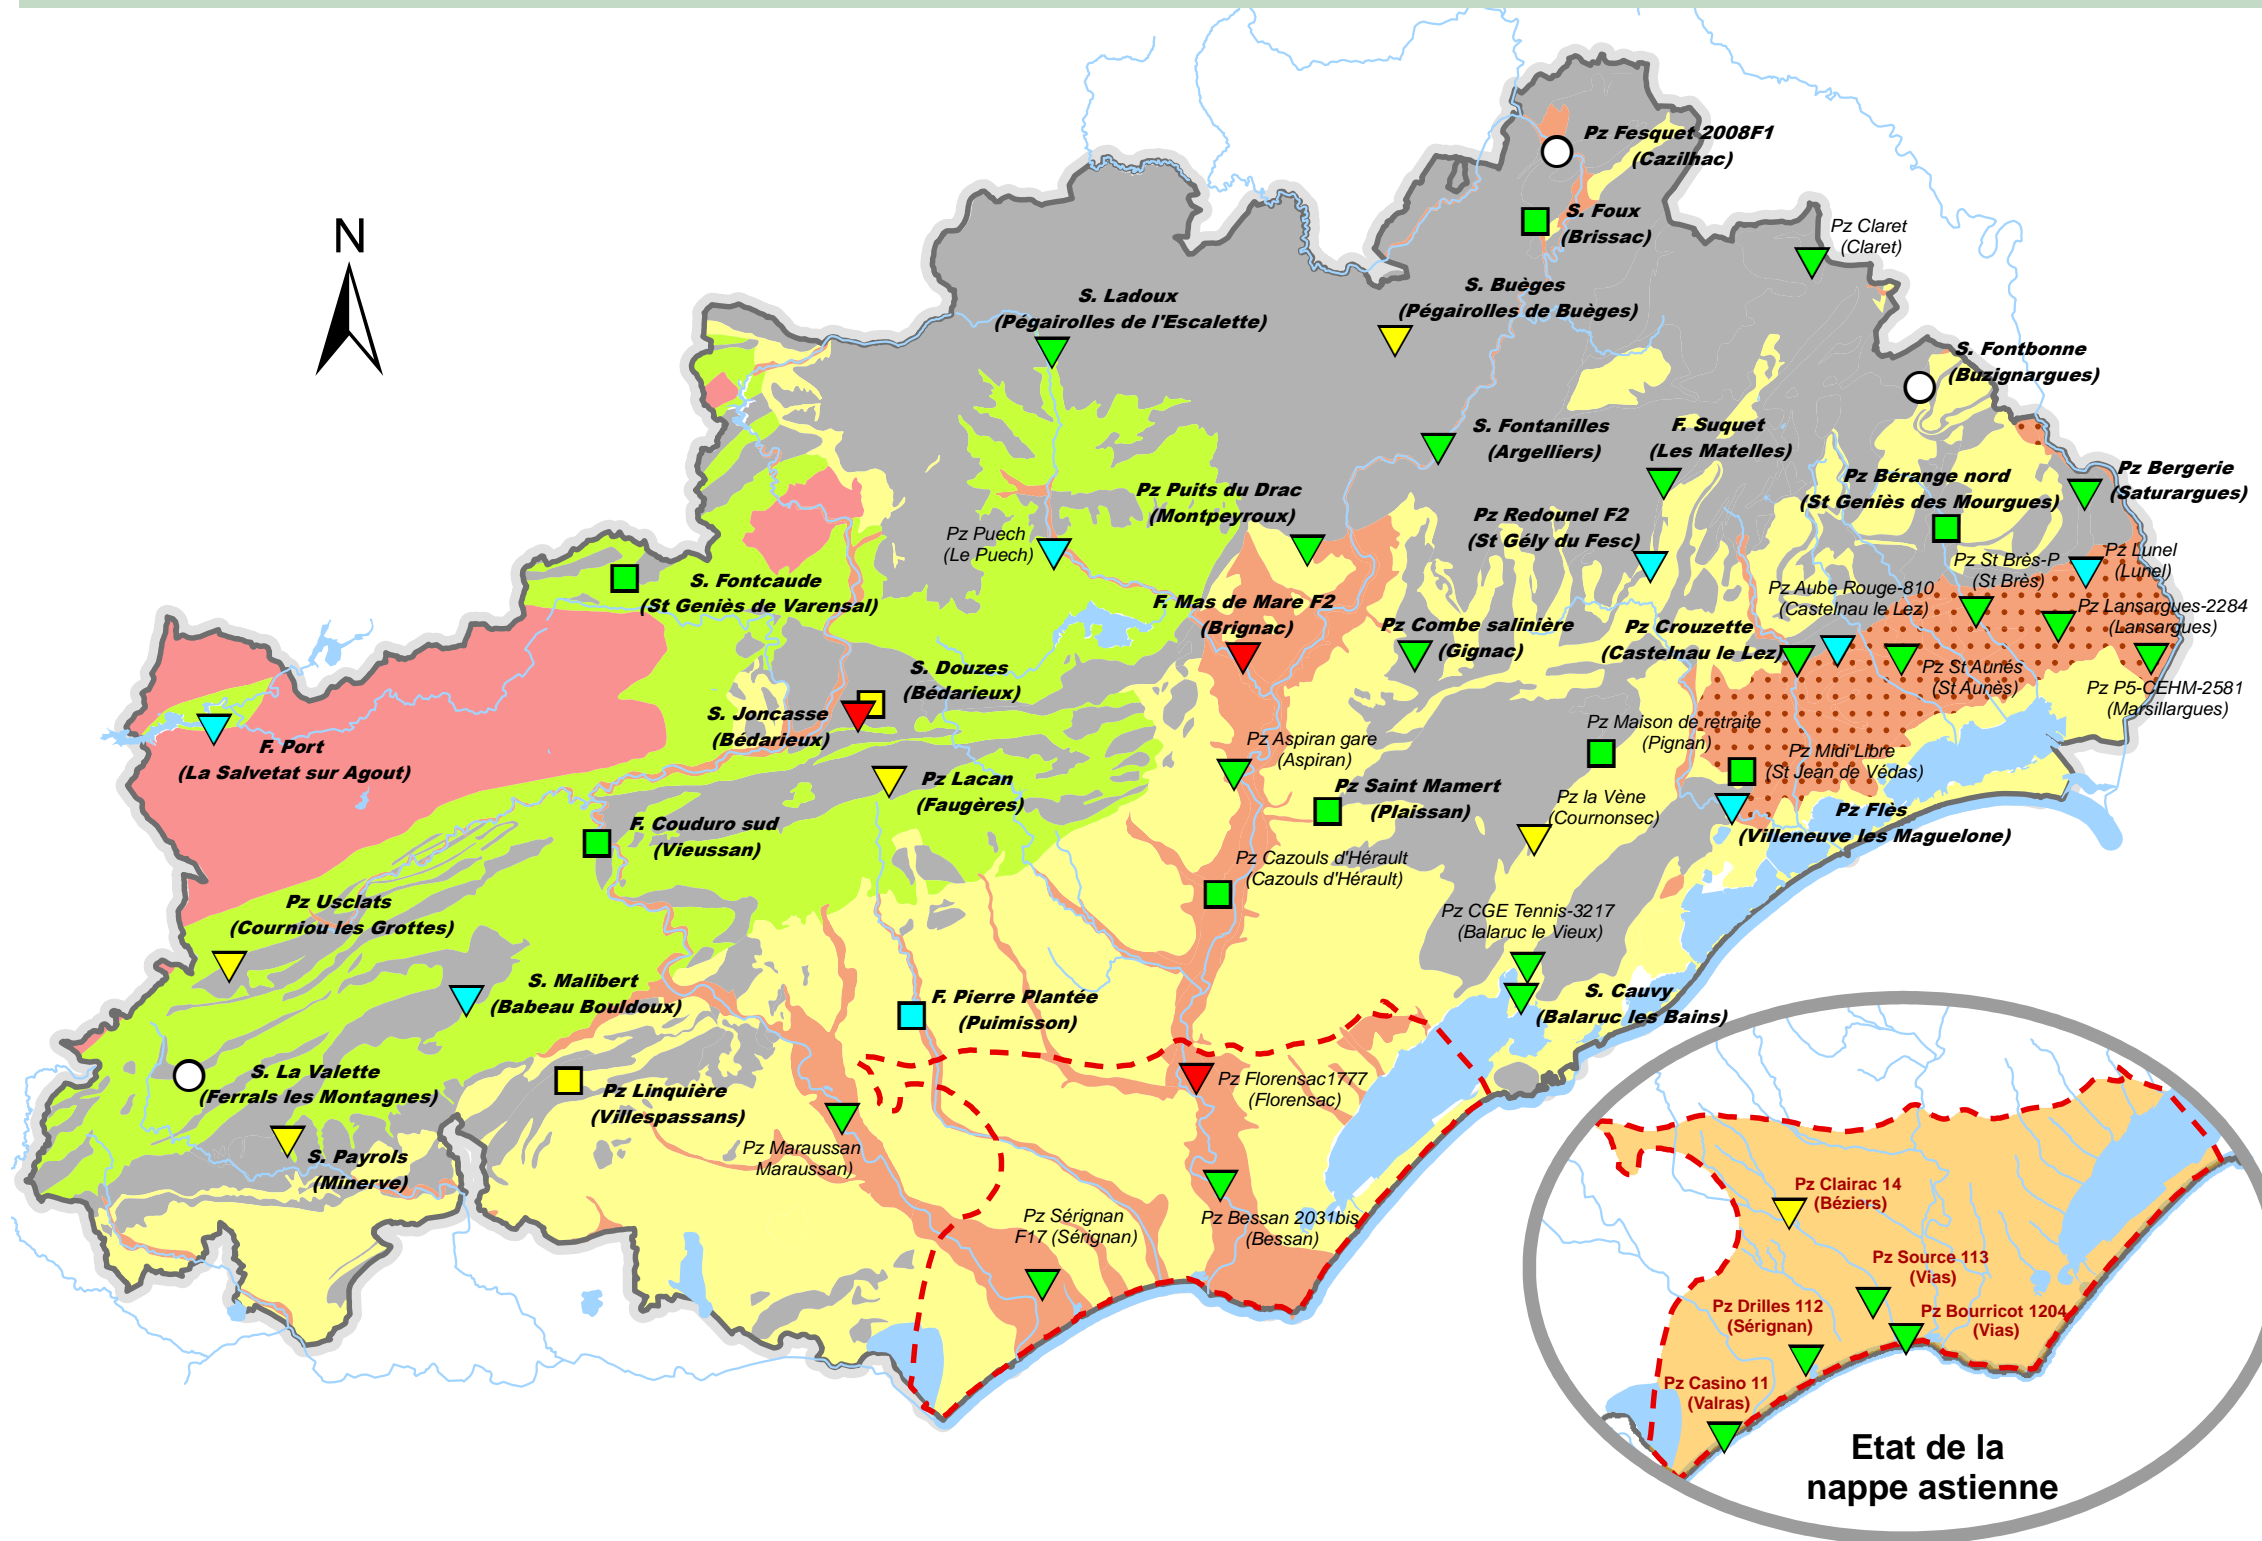 Pz Fesquet 2008F1
(Cazilhac)
N
S. Foux
(Brissac)
Pz Claret
(Claret)
S. Buèges
(Pégairolles de Buèges)
S. Ladoux
(Pégairolles de l'Escalette)
S. Fontbonne
(Buzignargues)
S. Fontanilles
(Argelliers)
F. Suquet
(Les Matelles)
Pz Bérange nord
(St Geniès des Mourgues)
Pz Bergerie
(Saturargues)
Pz Puits du Drac
(Montpeyroux)
Pz Redounel F2
(St Gély du Fesc)
Pz Puech
(Le Puech)
Pz St Brès-P
(St Brès)
Pz Lunel
(Lunel)
S. Fontcaude
(St Geniès de Varensal)
Pz Aube Rouge-810
(Castelnau le Lez)
F. Mas de Mare F2
(Brignac)
Pz Lansargues-2284
(Lansargues)
Pz Combe salinière
(Gignac)
Pz Crouzette
(Castelnau le Lez)
S. Douzes
(Bédarieux)
Pz St Aunés
(St Aunès)
Pz P5-CEHM-2581
(Marsillargues)
S. Joncasse
(Bédarieux)
Pz Maison de retraite
(Pignan)
F. Port
(La Salvetat sur Agout)
Pz Aspiran gare
(Aspiran)
Pz Midi Libre
(St Jean de Védas)
Pz Lacan
(Faugères)
Pz Saint Mamert
(Plaissan)
Pz la Vène
(Cournonsec)
Pz Flès
(Villeneuve les Maguelone)
F. Couduro sud
(Vieussan)
Pz Cazouls d'Hérault
(Cazouls d'Hérault)
Pz Usclats
(Courniou les Grottes)
Pz CGE Tennis-3217
(Balaruc le Vieux)
S. Malibert
(Babeau Bouldoux)
F. Pierre Plantée
(Puimisson)
S. Cauvy
(Balaruc les Bains)
S. La Valette
(Ferrals les Montagnes)
Pz Linquière
(Villespassans)
Pz Florensac1777
(Florensac)
Pz Maraussan
Maraussan)
S. Payrols
(Minerve)
Pz Sérignan
F17 (Sérignan)
Pz Bessan 2031bis
(Bessan)
Pz Clairac 14
(Béziers)
Pz Source 113
(Vias)
Pz Drilles 112
(Sérignan)
Pz Bourricot 1204
(Vias)
Pz Casino 11
(Valras)
Etat de la
nappe astienne